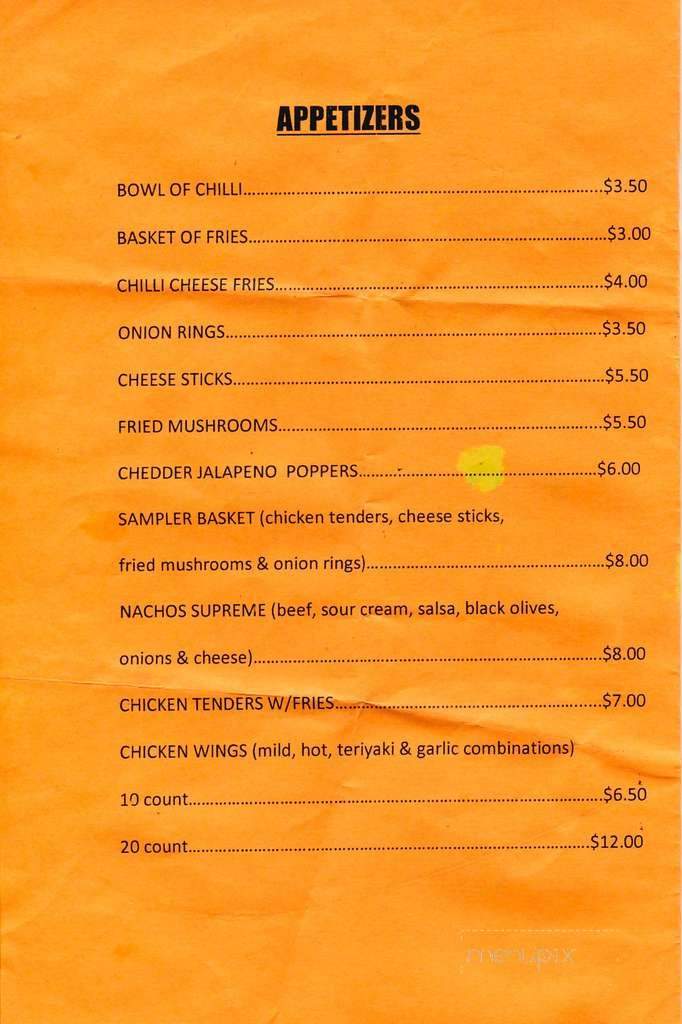 APPETIZERS
BOWL OF CHILLI........................................................................$3.50
BASKET OF FRIES........................................................................$3.00
CHILLI CHEESE FRIES..................................................................$4.00
ONION RINGS............................................................................$3.50
CHEESE STICKS...........................................................................$5.50
FRIED MUSHROOMS.................................................................$5.50
CHEDDER JALAPENO  POPPERS................................................$6.00
SAMPLER BASKET (chicken tenders, cheese sticks,
fried mushrooms & onion rings)................................................$8.00
NACHOS SUPREME (beef, sour cream, salsa, black olives,
onions & cheese)......................................................................$8.00
CHICKEN TENDERS W/FRIES......................................................$7.00
CHICKEN WINGS (mild, hot, teriyaki & garlic combinations)
10 count...................................................................................$6.50
20 count................................................................................$12.00
menupix